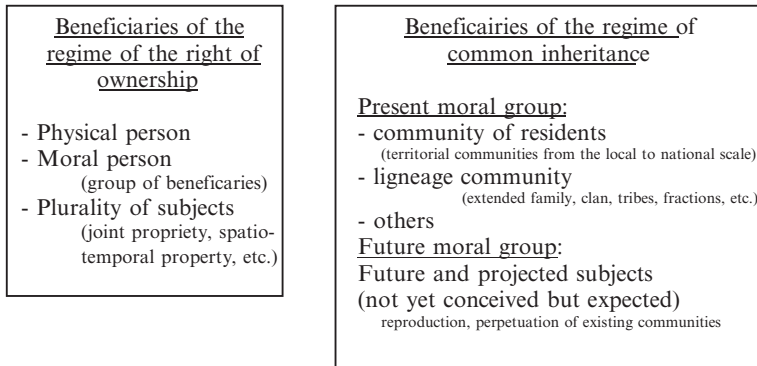 Beneficiaries of the
regime of the right of
ownership
- Physical person
- Moral person
(group of beneficaries)
- Plurality of subjects
(joint propriety, spatio-
temporal property, etc.)
Beneficairies of the regime of
common inheritance
Present moral group:
- community of residents
(territorial communities from the local to national scale)
- ligneage community
(extended family, clan, tribes, fractions, etc.)
- others
Future moral group:
Future and projected subjects
(not yet conceived but expected)
reproduction, perpetuation of existing communities